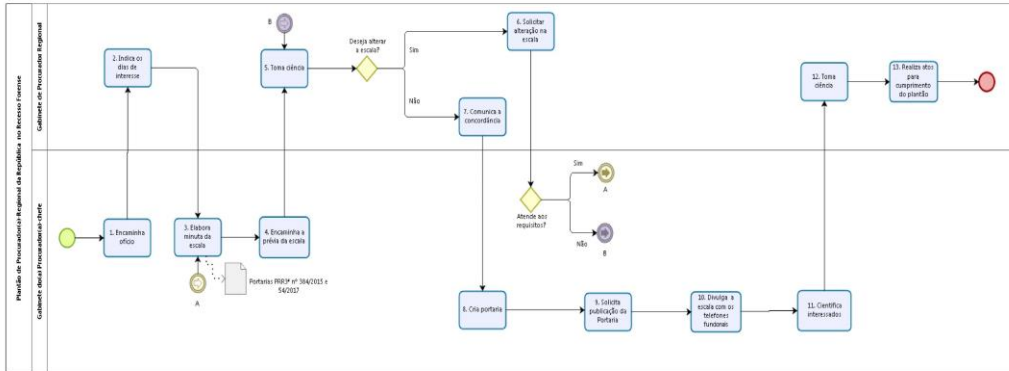 Plantão de Procurador(a)-Regional da República no Recesso Forense
Gabinete de Procurador Regional
2. Indica os
dias de
interesse
B
5. Toma ciência
Deseja alterar
a escala?
Sim
Não
6. Solicitar
alteração na
escala
7. Comunica a
concordância
12. Toma
ciência
13. Realiza atos
para
cumprimento
do plantão
Gabinete do(a) Procurador(a)-chefe
1. Encaminha
ofício
3. Elabora
minuta da
escala
A
Portarias PRR3ª nº 304/2015 e
54/2017
4. Encaminha a
prévia da escala
Atende aos
requisitos?
Sim
A
Não
B
8. Cria portaria
9. Solicita
publicação da
Portaria
10. Divulga a
escala com os
telefones
funcionais
11. Cientifica
interessados